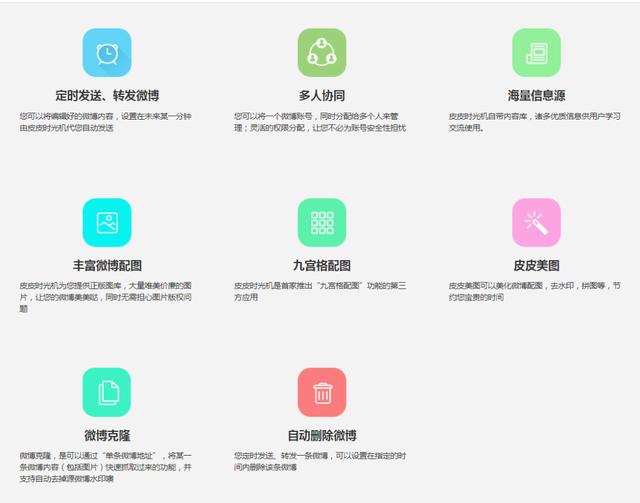 定时发送、转发微博
您可以将编辑好的微博内容，设置在未来某一分钟
由皮皮时光机代您自动发送
多人协同
您可以将一个微博账号，同时分配给多个人来管
理；灵活的权限分配，让您不必为账号安全性担忧
海量信息源
皮皮时光机自带内容库，诸多优质信息供用户学习
交流使用。
丰富微博配图
皮皮时光机为您提供正版图库，大量唯美价廉的图
片，让您的微博美美哒，同时无需担心图片版权问
题
九宫格配图
皮皮时光机是首家推出“九宫格配图”功能的第三
方应用
皮皮美图
皮皮美图可以美化微博配图，去水印，拼图等，节
约您宝贵的时间
微博克隆
微博克隆，是可以通过“单条微博地址”，将某一
条微博内容（包括图片）快速抓取过来的功能，并
支持自动去掉源微博水印噢
自动删除微博
您定时发送、转发一条微博，可以设置在指定的时
间内删除该条微博